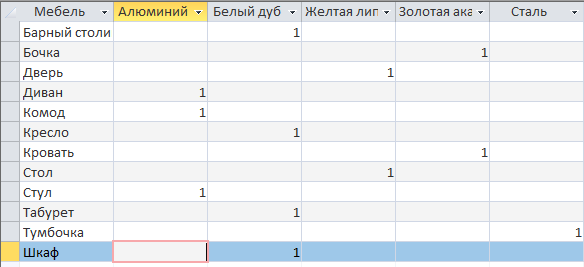 Мебель Алюминий Белый дуб Желтая лип Золотая ака Сталь
Барный столи 1
Бочка 1
Дверь 1
Диван 1
Комод 1
Кресло 1
Кровать 1
Стол 1
Стул 1
Табурет 1
Тумбочка 1
Шкаф 1